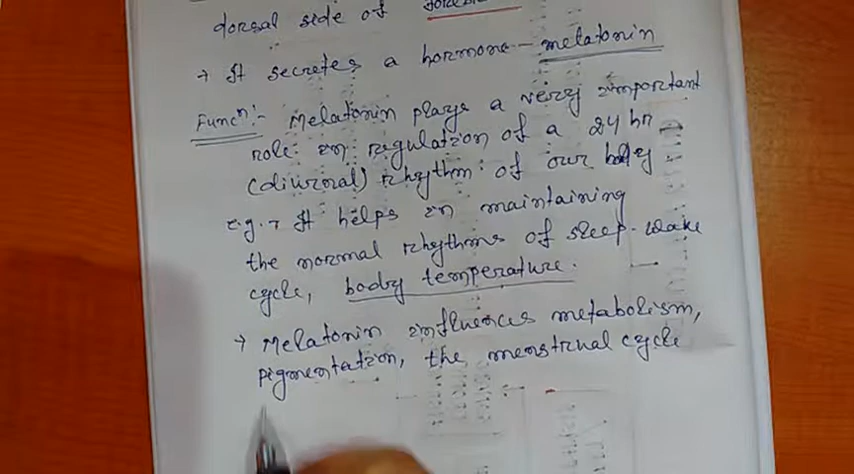 dorsal side of
→ It secretes a hormone - melatonin
Funcⁿ:- Melatonin plays a very important
role in regulation of a 24 hr
(diurnal) rhythm of our body
e.g. → It helps in maintaining
the normal rhythms of sleep-wake
cycle, body temperature.
→ Melatonin influences metabolism,
pigmentation, the menstrual cycle